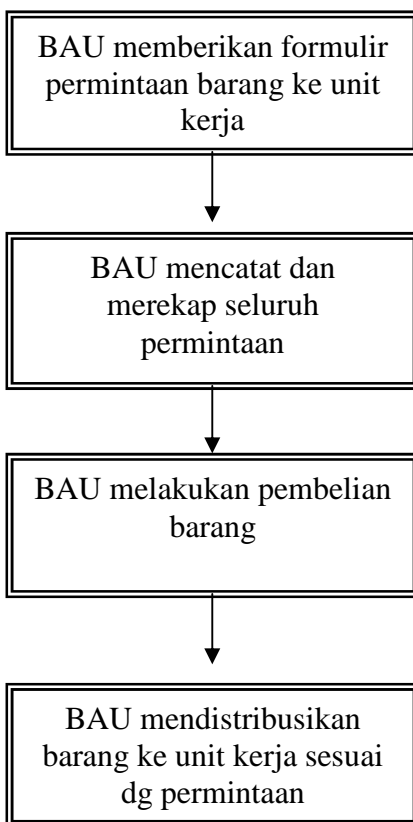 BAU memberikan formulir
permintaan barang ke unit
kerja
BAU mencatat dan
merekap seluruh
permintaan
BAU melakukan pembelian
barang
BAU mendistribusikan
barang ke unit kerja sesuai
dg permintaan